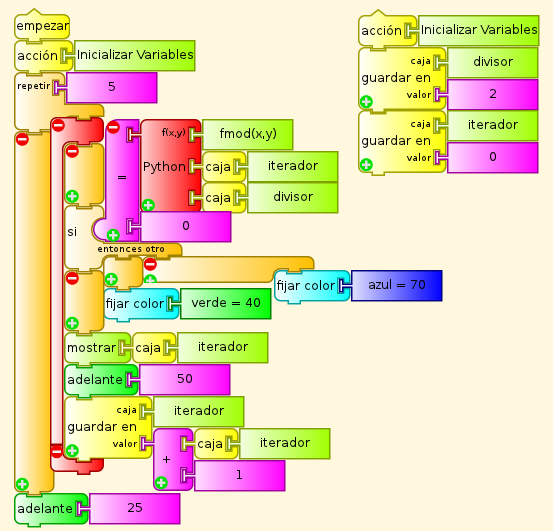 empezar
acción Inicializar Variables
repetir 5
= Python f(x,y) fmod(x,y)
caja iterador
caja divisor
0
si
entonces otro
fijar color verde = 40
fijar color azul = 70
mostrar caja iterador
adelante 50
caja iterador
guardar en
valor + caja iterador
1
adelante 25
acción Inicializar Variables
caja divisor
guardar en
valor 2
caja iterador
guardar en
valor 0